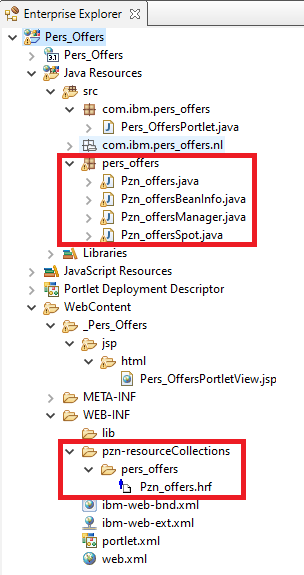 Enterprise Explorer
Pers_Offers
3.1 Pers_Offers
Java Resources
src
com.ibm.pers_offers
Pers_OffersPortlet.java
com.ibm.pers_offers.nl
pers_offers
Pzn_offers.java
Pzn_offersBeanInfo.java
Pzn_offersManager.java
Pzn_offersSpot.java
Libraries
JavaScript Resources
Portlet Deployment Descriptor
WebContent
_Pers_Offers
jsp
html
Pers_OffersPortletView.jsp
META-INF
WEB-INF
lib
pzn-resourceCollections
pers_offers
Pzn_offers.hrf
ibm-web-bnd.xml
ibm-web-ext.xml
portlet.xml
web.xml